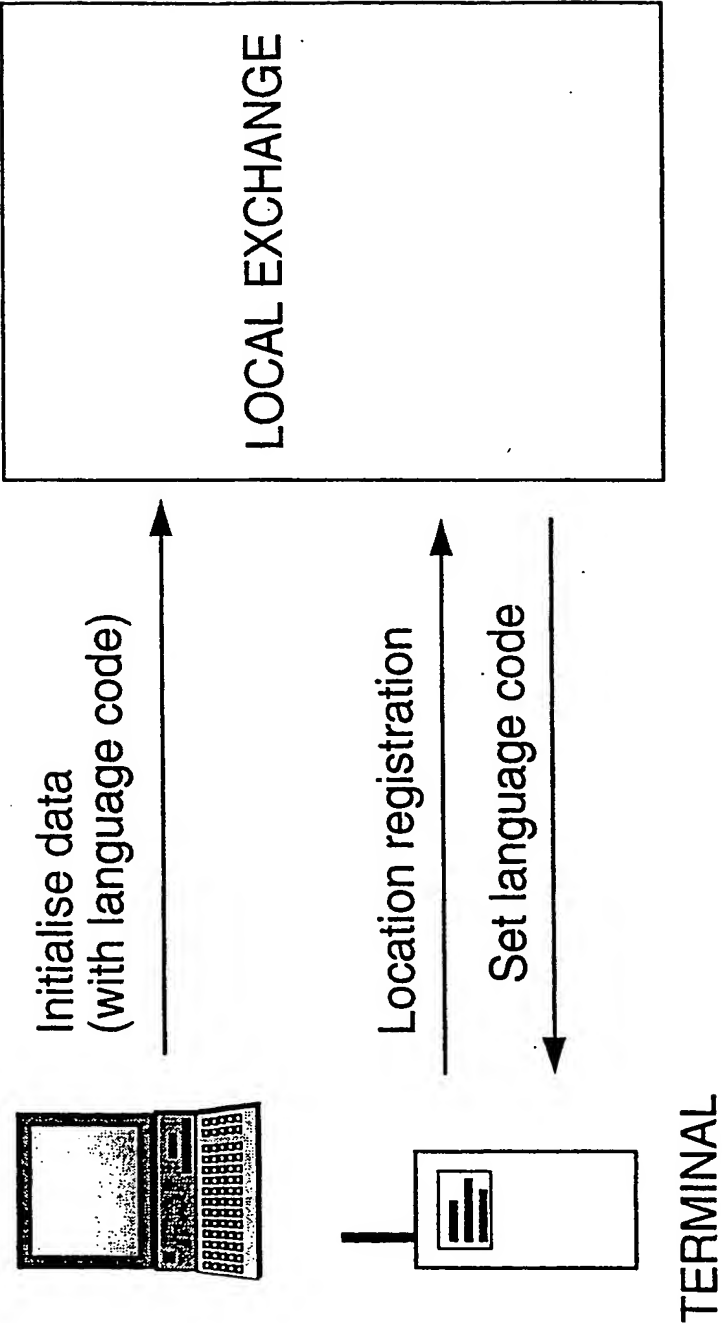 Initialise data
(with language code)
LOCAL EXCHANGE
Location registration
Set language code
TERMINAL